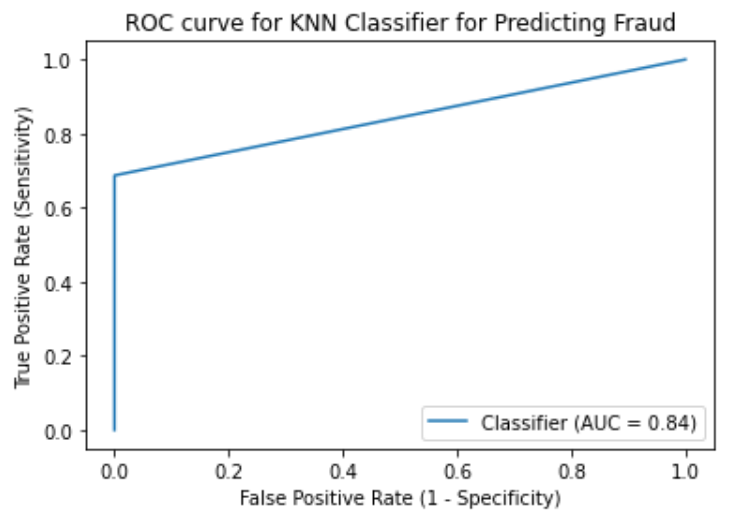 ROC curve for KNN Classifier for Predicting Fraud
1.0
0.8
0.6
0.4
0.2
0.0
True Positive Rate (Sensitivity)
Classifier (AUC = 0.84)
0.0 0.2 0.4 0.6 0.8 1.0
False Positive Rate (1 - Specificity)